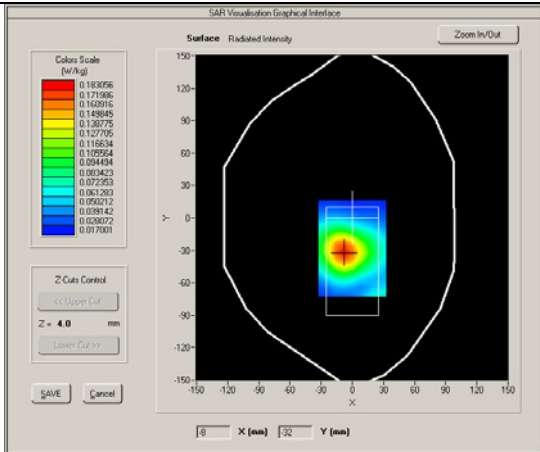 SAR Visualisation Graphical Interface
Surface Radiated Intensity
Zoom In/Out
Colors Scale
(W/kg)
0.183056
0.171986
0.160916
0.149845
0.138775
0.127705
0.116634
0.105564
0.094494
0.083423
0.072353
0.061283
0.050212
0.039142
0.028072
0.017001
150
120
90
60
30
0
-30
-60
-90
-120
-150
Y
-150 -120 -90 -60 -30 0 30 60 90 120 150
X
Z-Cuts Control
<< Upper Cut
Z = 4.0 mm
Lower Cut >>
SAVE Cancel
-8 X (mm) -32 Y (mm)